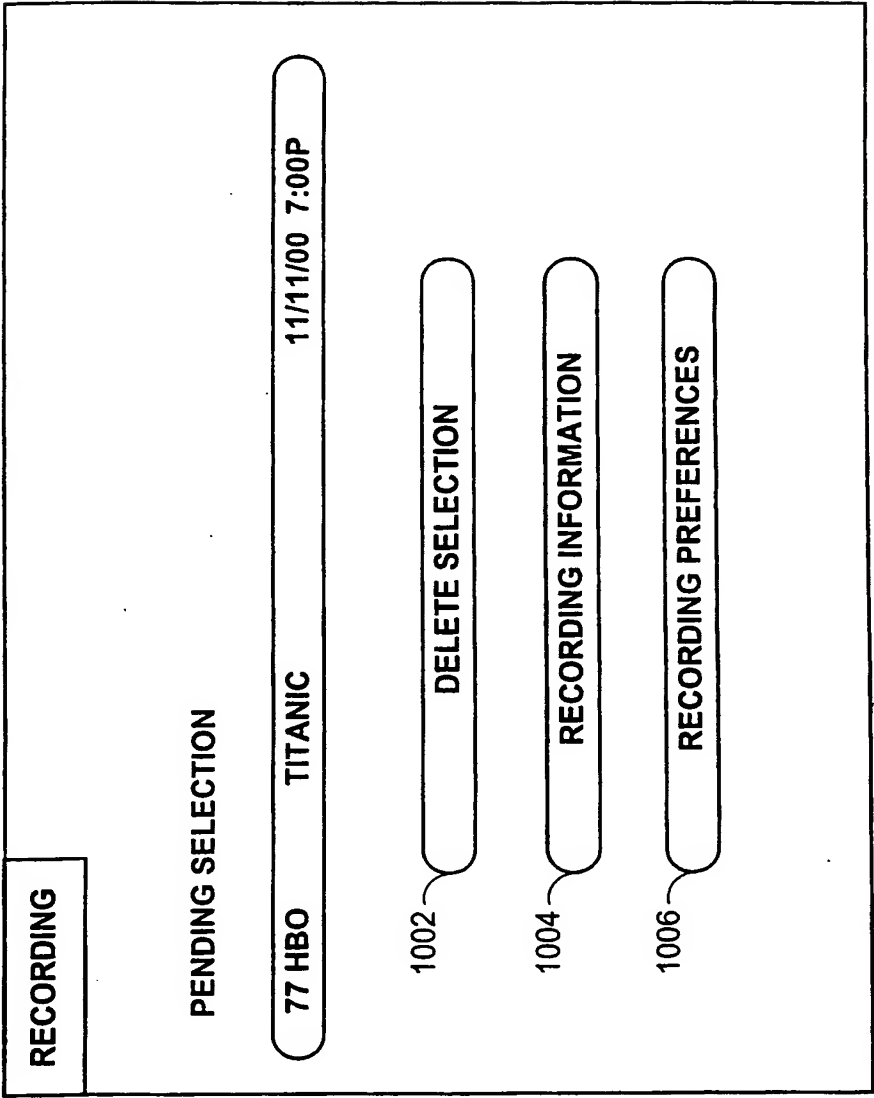 RECORDING
PENDING SELECTION
77 HBO TITANIC 11/11/00 7:00P
1002 DELETE SELECTION
1004 RECORDING INFORMATION
1006 RECORDING PREFERENCES